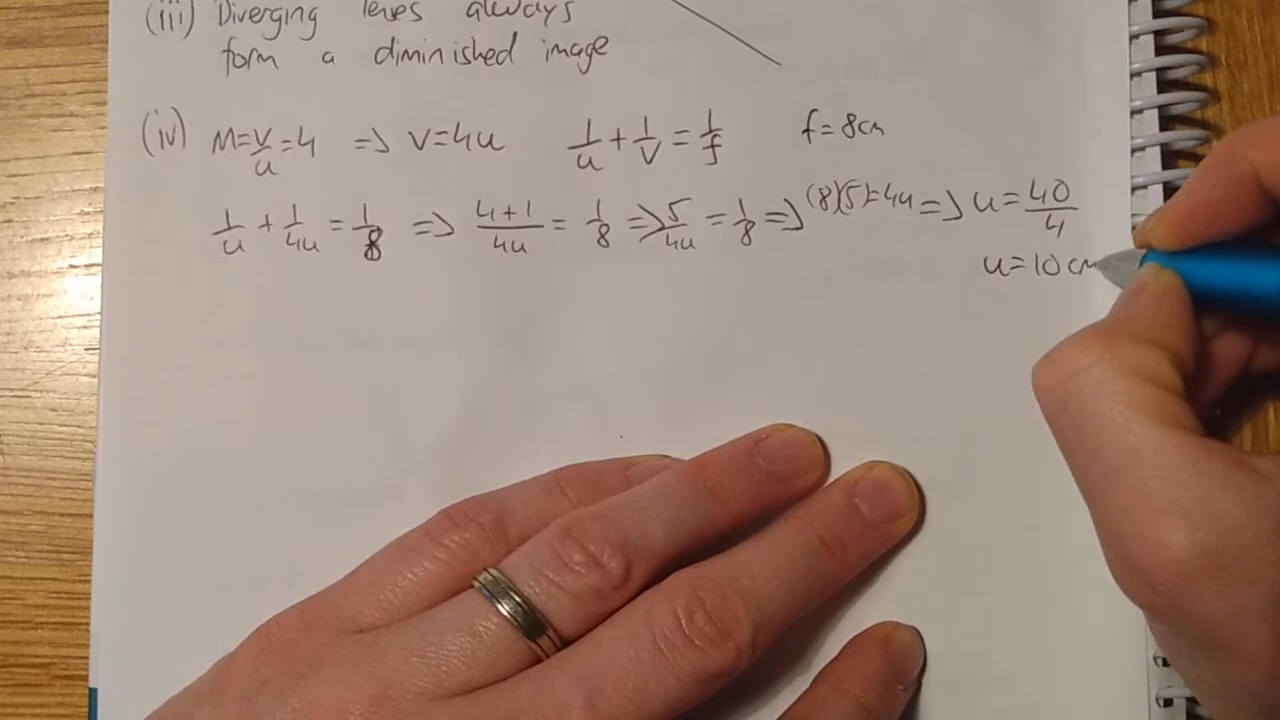 (iii) Diverging lenses always
form a diminished image
(iv) M=v/u=4 => v=4u 1/u+1/v=1/f f=8cm
1/u+1/4u=1/8 => 4+1/4u=1/8 => 5/4u=1/8 => (8)(5)=4u => u=40/4
u=10cm